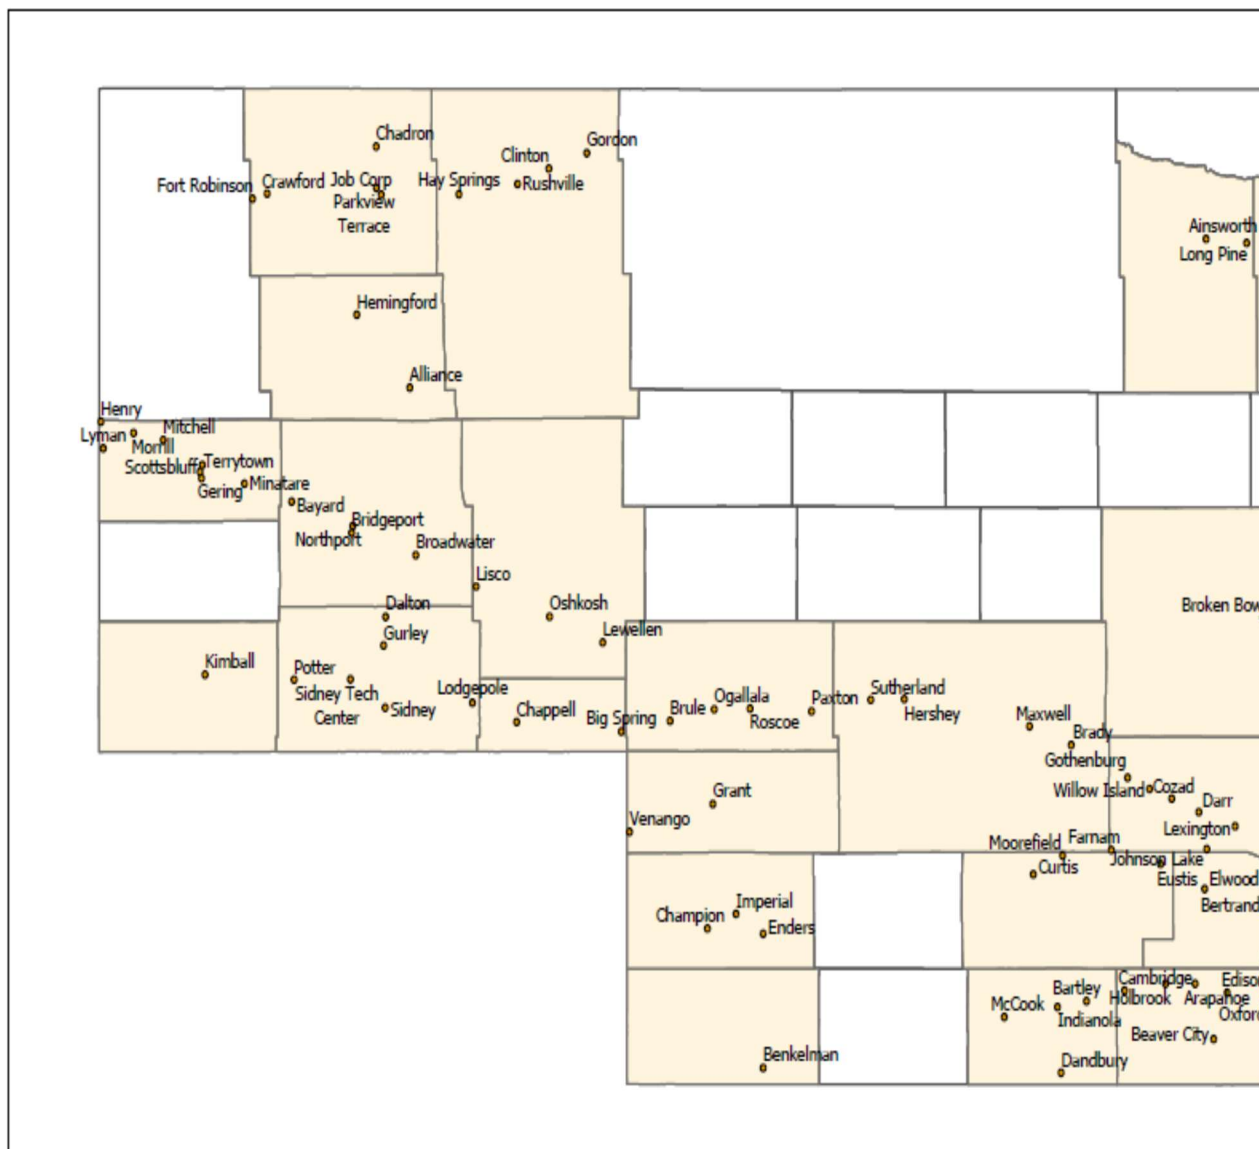 Chadron
Gordon
Clinton
Fort Robinson
Crawford
Job Corp
Hay Springs
Rushville
Parkview
Terrace
Ainsworth
Long Pine
Hemingford
Alliance
Henry
Lyman
Mitchell
Morrill
Scottsbluff
Terrytown
Gering
Minatare
Bayard
Bridgeport
Northport
Broadwater
Lisco
Dalton
Oshkosh
Broken Bow
Gurley
Lewellen
Kimball
Potter
Sidney Tech
Center
Sidney
Lodgepole
Chappell
Big Spring
Brule
Ogallala
Roscoe
Paxton
Sutherland
Hershey
Maxwell
Brady
Gothenburg
Willow Island
Cozad
Darr
Lexington
Grant
Venango
Moorefield
Farnam
Johnson Lake
Curtis
Eustis
Elwood
Bertrand
Imperial
Champion
Enders
Cambridge
Edison
Bartley
Holbrook
Arapahoe
McCook
Indianola
Oxford
Beaver City
Benkelman
Dandbury